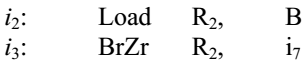 i₂: Load R₂, B
i₃: BrZr R₂, i₇